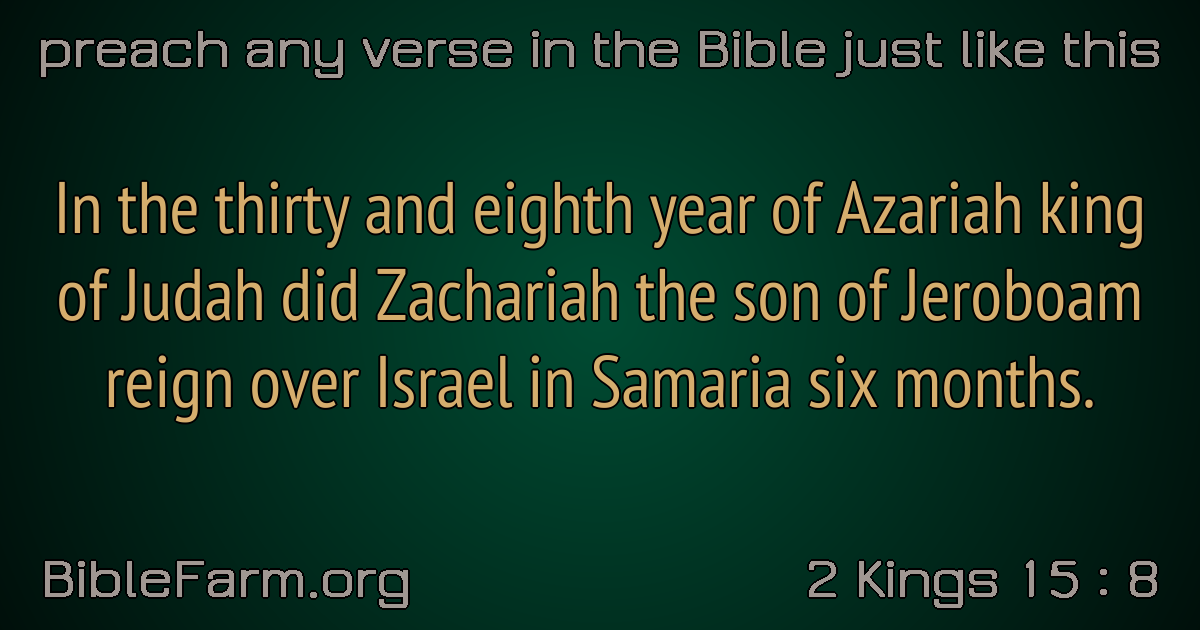 preach any verse in the Bible just like this
In the thirty and eighth year of Azariah king
of Judah did Zachariah the son of Jeroboam
reign over Israel in Samaria six months.
BibleFarm.org
2 Kings 15 : 8